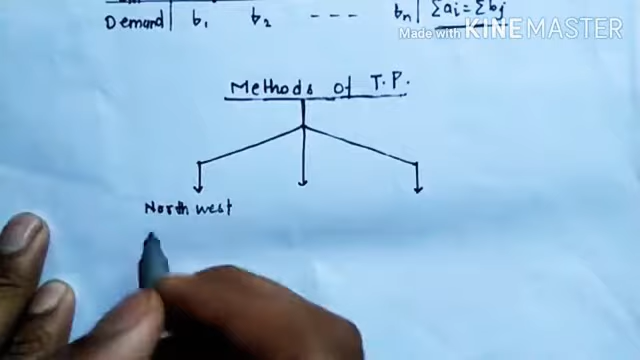 Demand b₁ b₂ --- bₙ Σaᵢ=Σbⱼ
Made with KINEMASTER
Methods of T.P.
North west